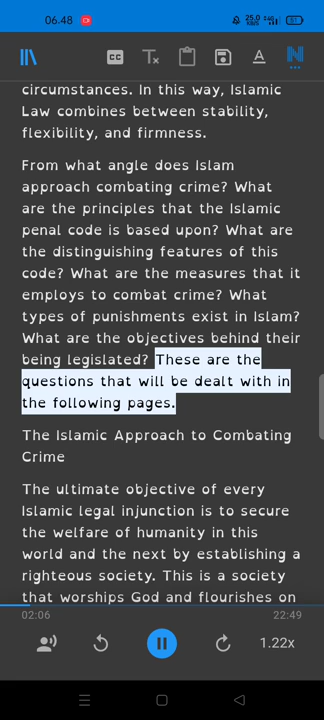 06.48
25.0
KB/S
CC
circumstances. In this way, Islamic
Law combines between stability,
flexibility, and firmness.
From what angle does Islam
approach combating crime? What
are the principles that the Islamic
penal code is based upon? What are
the distinguishing features of this
code? What are the measures that it
employs to combat crime? What
types of punishments exist in Islam?
What are the objectives behind their
being legislated? These are the
questions that will be dealt with in
the following pages.
The Islamic Approach to Combating
Crime
The ultimate objective of every
Islamic legal injunction is to secure
the welfare of humanity in this
world and the next by establishing a
righteous society. This is a society
that worships God and flourishes on
02:06
22:49
1.22x